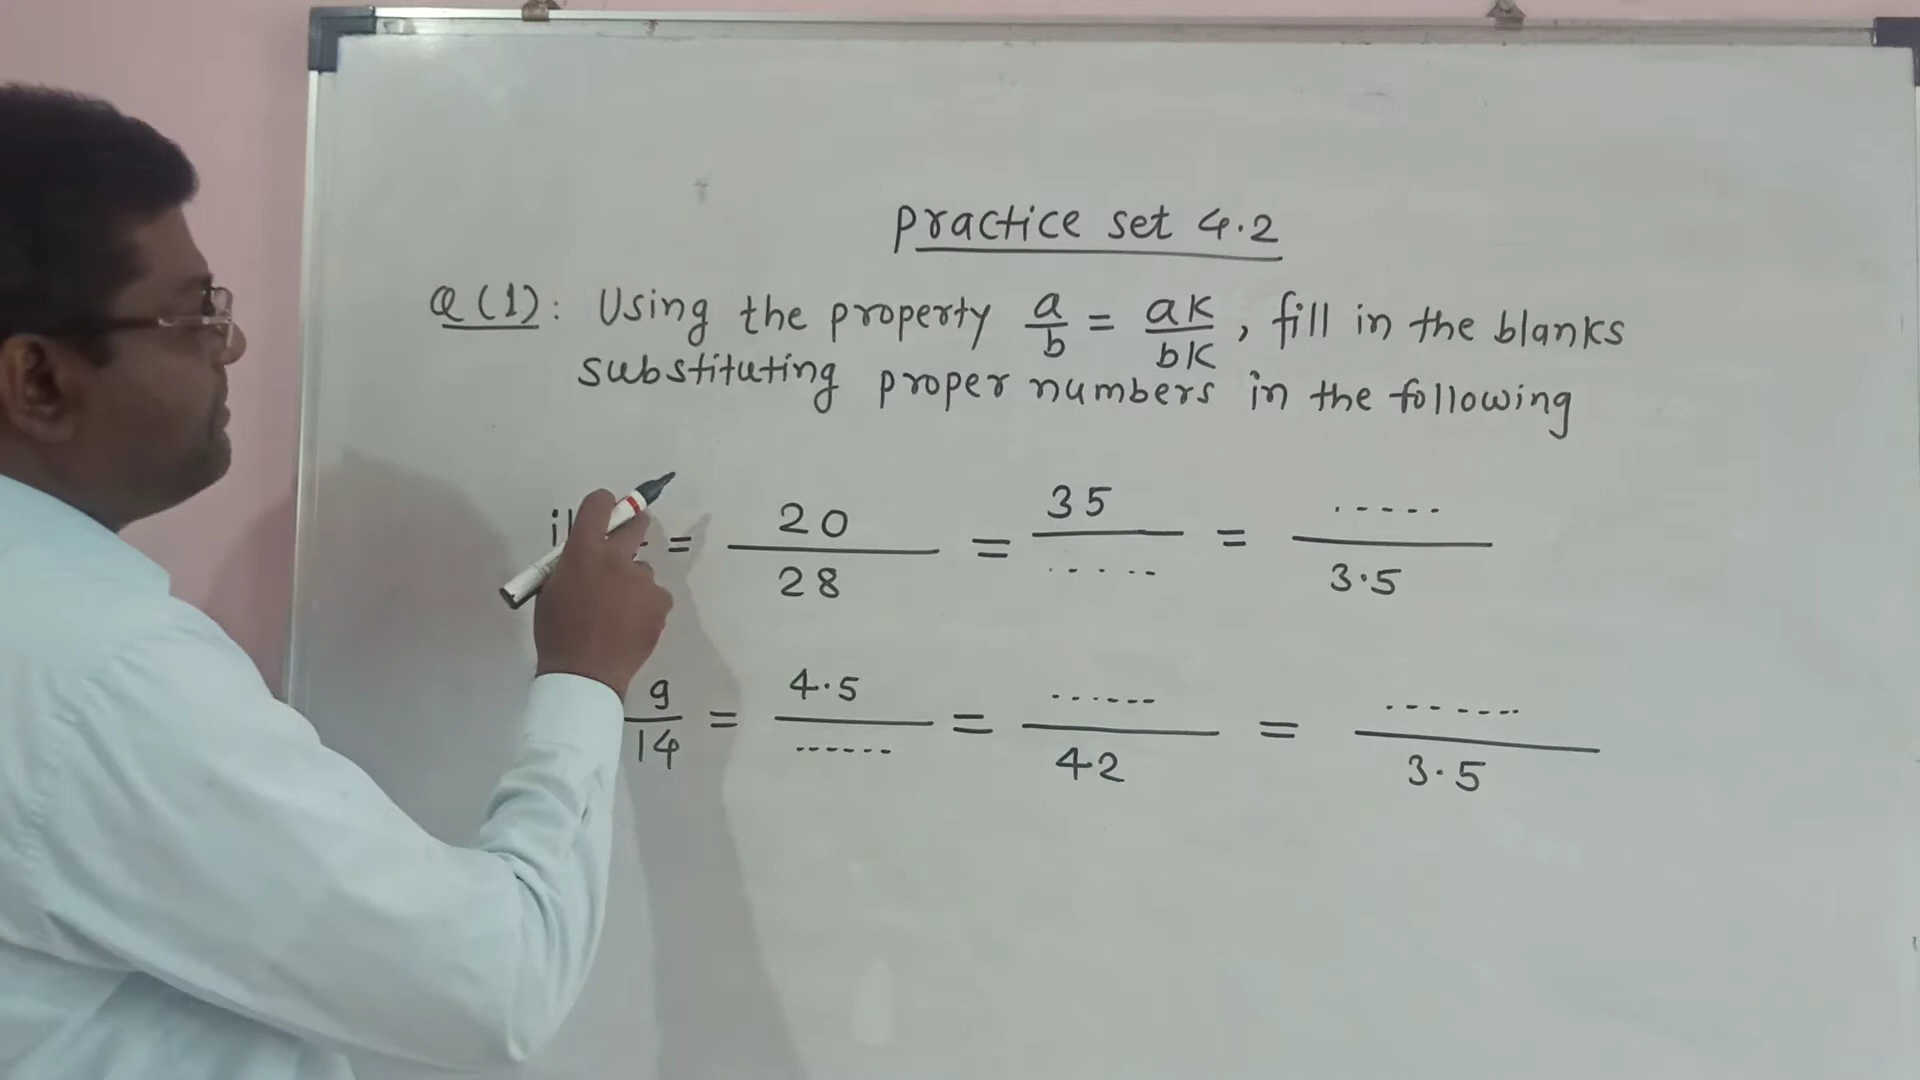 Practice set 4.2
Q(1): Using the property a/b = ak/bk, fill in the blanks
substituting proper numbers in the following
= 20/28 = 35/..... = ...../3.5
9/14 = 4.5/...... = ....../42 = ......./3.5